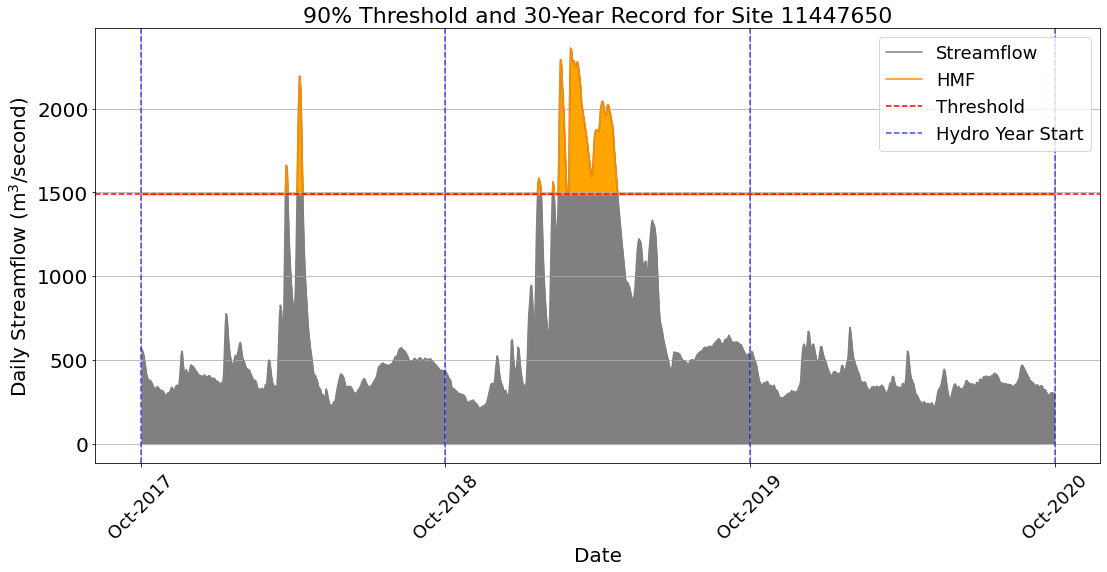 90% Threshold and 30-Year Record for Site 11447650
Streamflow
HMF
Threshold
Hydro Year Start
Daily Streamflow (m³/second)
2000
1500
1000
500
0
Oct-2017
Oct-2018
Oct-2019
Oct-2020
Date